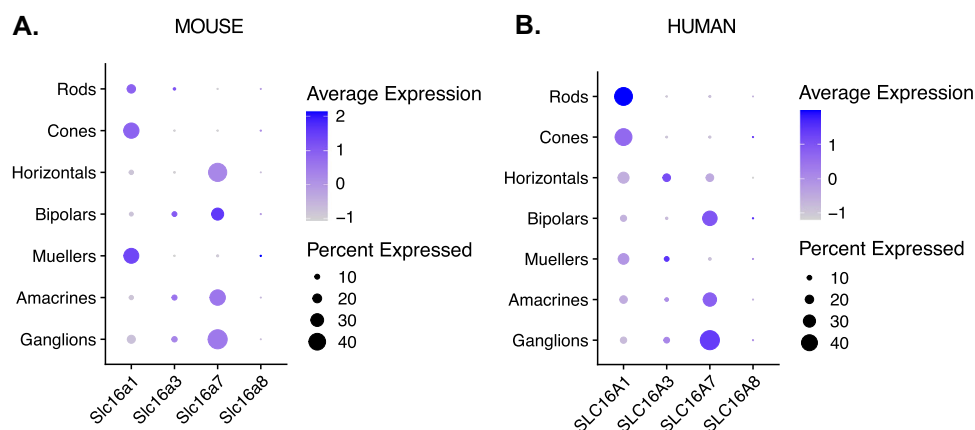 A.
MOUSE
Rods
Cones
Horizontals
Bipolars
Muellers
Amacrines
Ganglions
Slc16a1
Slc16a3
Slc16a7
Slc16a8
Average Expression
2
1
0
−1
Percent Expressed
10
20
30
40
B.
HUMAN
Rods
Cones
Horizontals
Bipolars
Muellers
Amacrines
Ganglions
SLC16A1
SLC16A3
SLC16A7
SLC16A8
Average Expression
1
0
−1
Percent Expressed
10
20
30
40